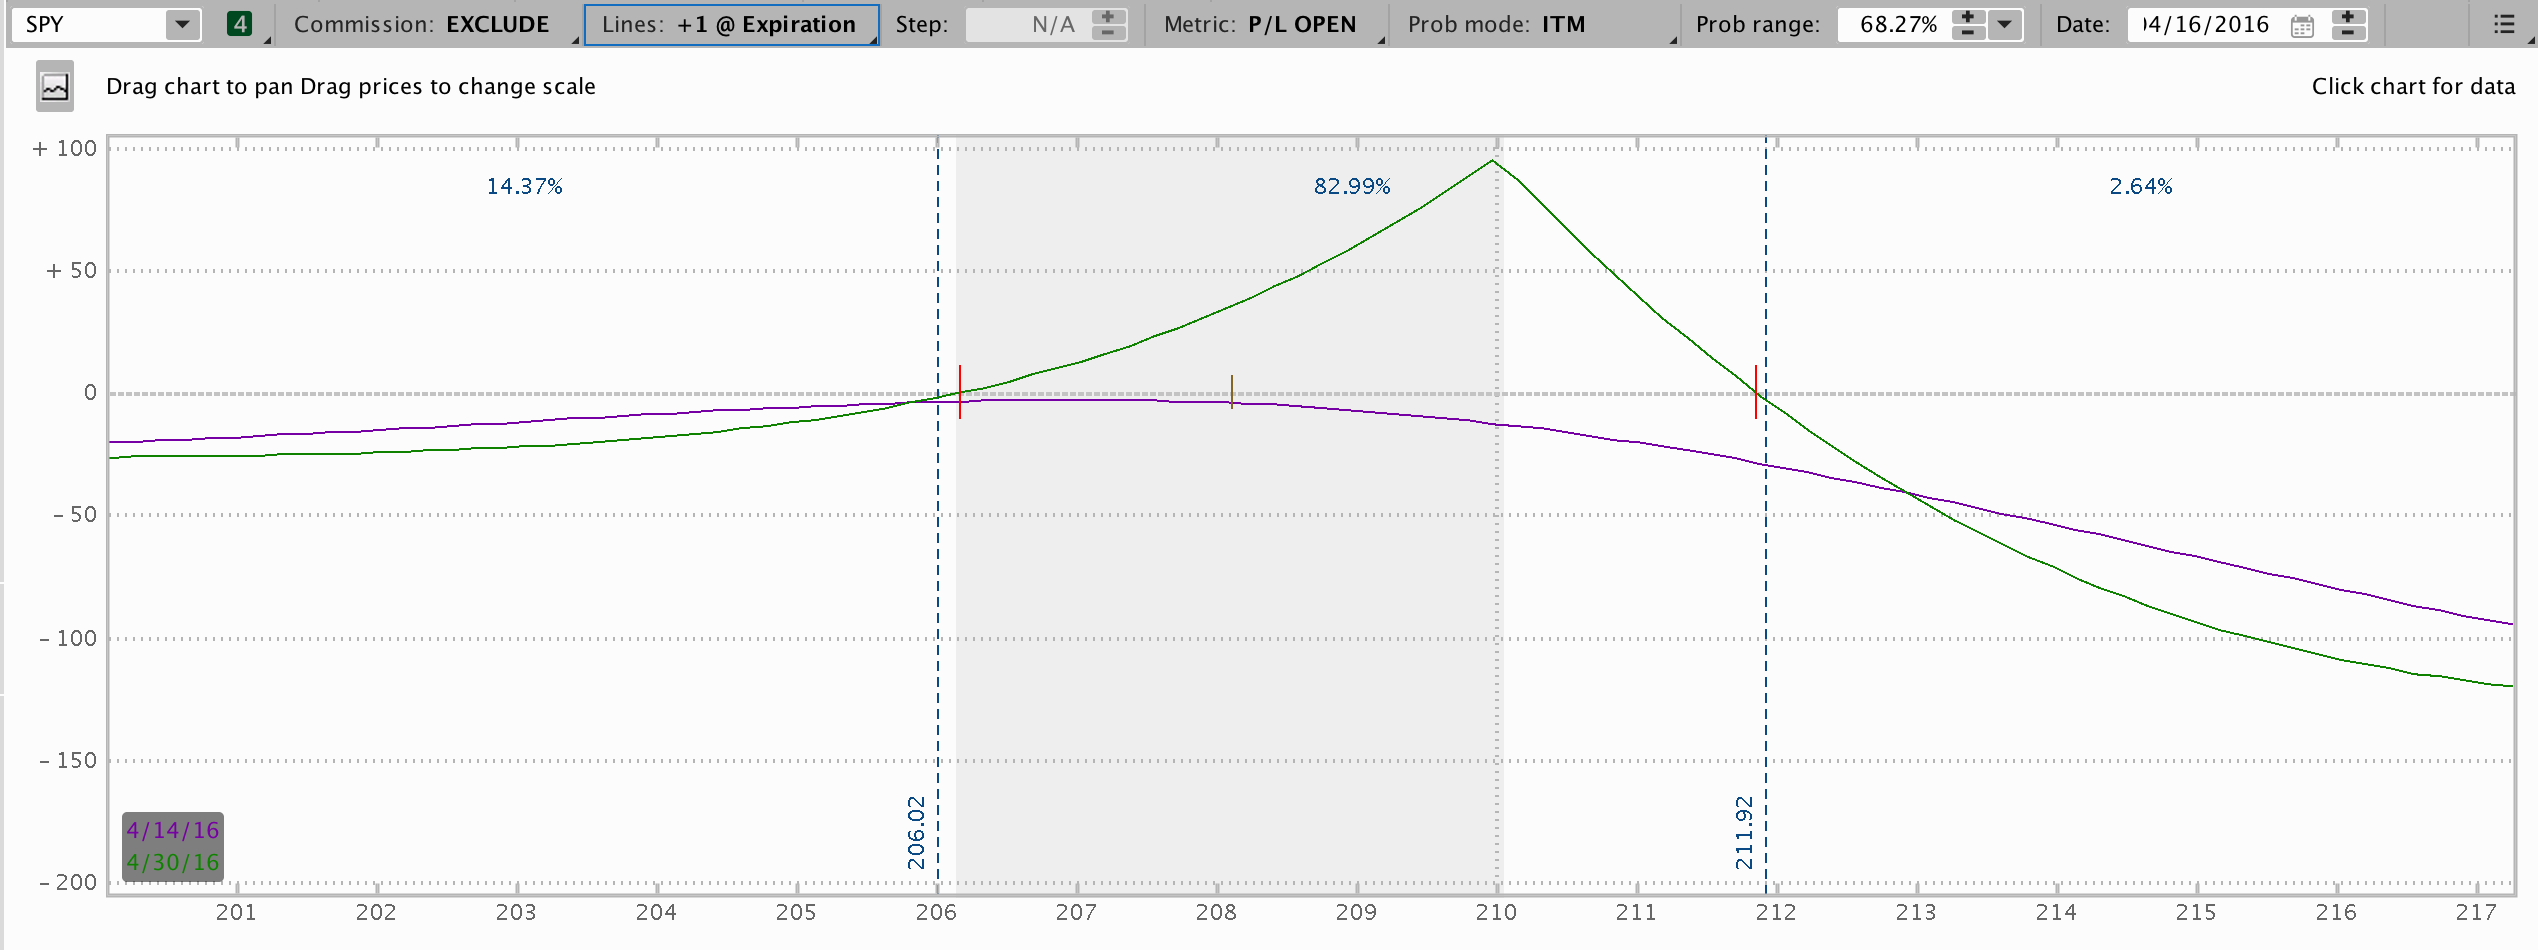 SPY 4 Commission: EXCLUDE Lines: +1 @ Expiration Step: N/A Metric: P/L OPEN Prob mode: ITM Prob range: 68.27% Date: 04/16/2016
Drag chart to pan Drag prices to change scale Click chart for data
+ 100
14.37% 82.99% 2.64%
+ 50
0
- 50
- 100
- 150
206.02
211.92
4/14/16
4/30/16
- 200
201 202 203 204 205 206 207 208 209 210 211 212 213 214 215 216 217